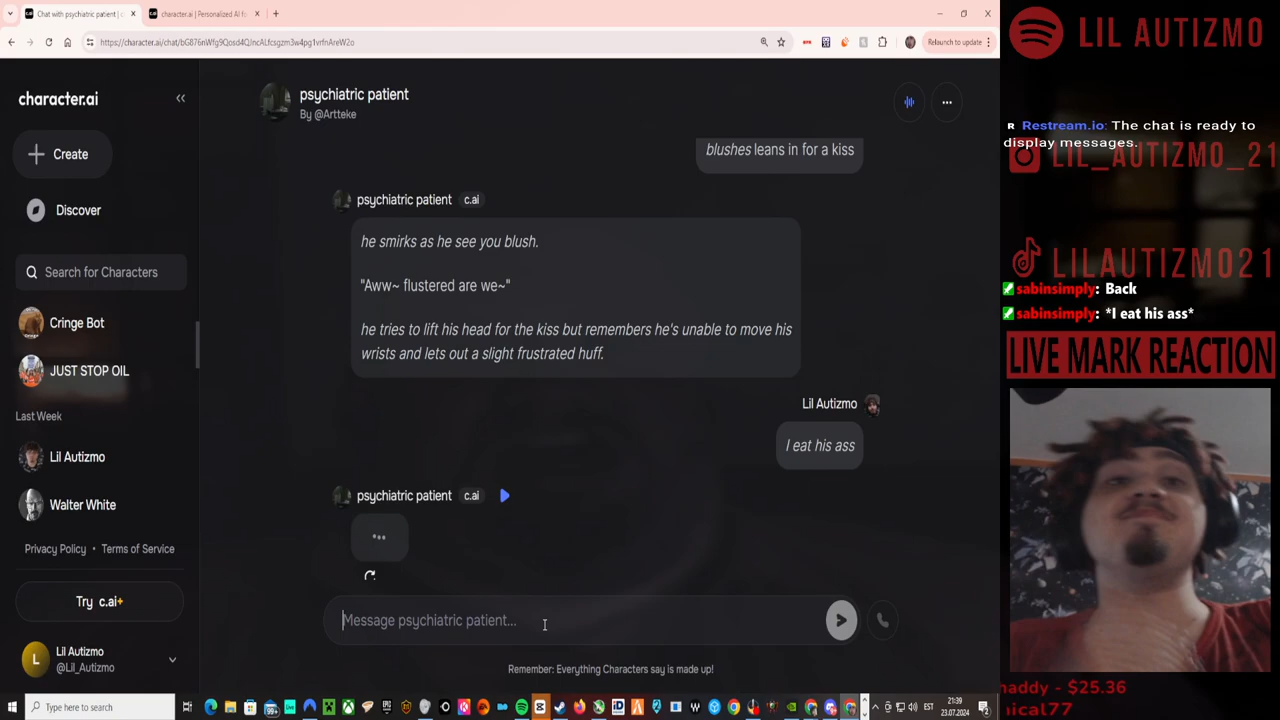 Chat with psychiatric patient | c
character.ai | Personalized AI fo
https://character.ai/chat/
Relaunch to update
LIL AUTIZMO
character.ai
psychiatric patient
By @Artteke
R Restream.io: The chat is ready to
display messages.
Create
blushes leans in for a kiss
LIL_AUTIZMO_21
Discover
psychiatric patient c.ai
he smirks as he see you blush.
Search for Characters
"Aww~ flustered are we~"
LILAUTIZMO21
sabinsimply: Back
sabinsimply: *I eat his ass*
Cringe Bot
he tries to lift his head for the kiss but remembers he's unable to move his
wrists and lets out a slight frustrated huff.
LIVE MARK REACTION
JUST STOP OIL
Lil Autizmo
Last Week
I eat his ass
Lil Autizmo
psychiatric patient c.ai
Walter White
Privacy Policy • Terms of Service
Try c.ai+
Message psychiatric patient...
Lil Autizmo
@Lil_Autizmo
L
Remember: Everything Characters say is made up!
haddy - $25.36
ical77
Type here to search
99+
EST
21:39
23.07.2024
2